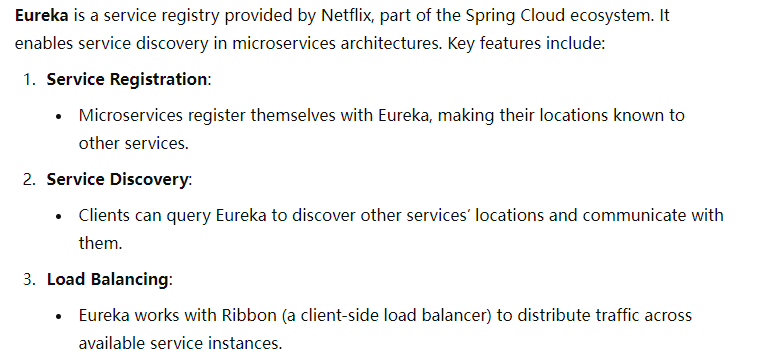 Eureka is a service registry provided by Netflix, part of the Spring Cloud ecosystem. It
enables service discovery in microservices architectures. Key features include:
1. Service Registration:
• Microservices register themselves with Eureka, making their locations known to
other services.
2. Service Discovery:
• Clients can query Eureka to discover other services’ locations and communicate with
them.
3. Load Balancing:
• Eureka works with Ribbon (a client-side load balancer) to distribute traffic across
available service instances.